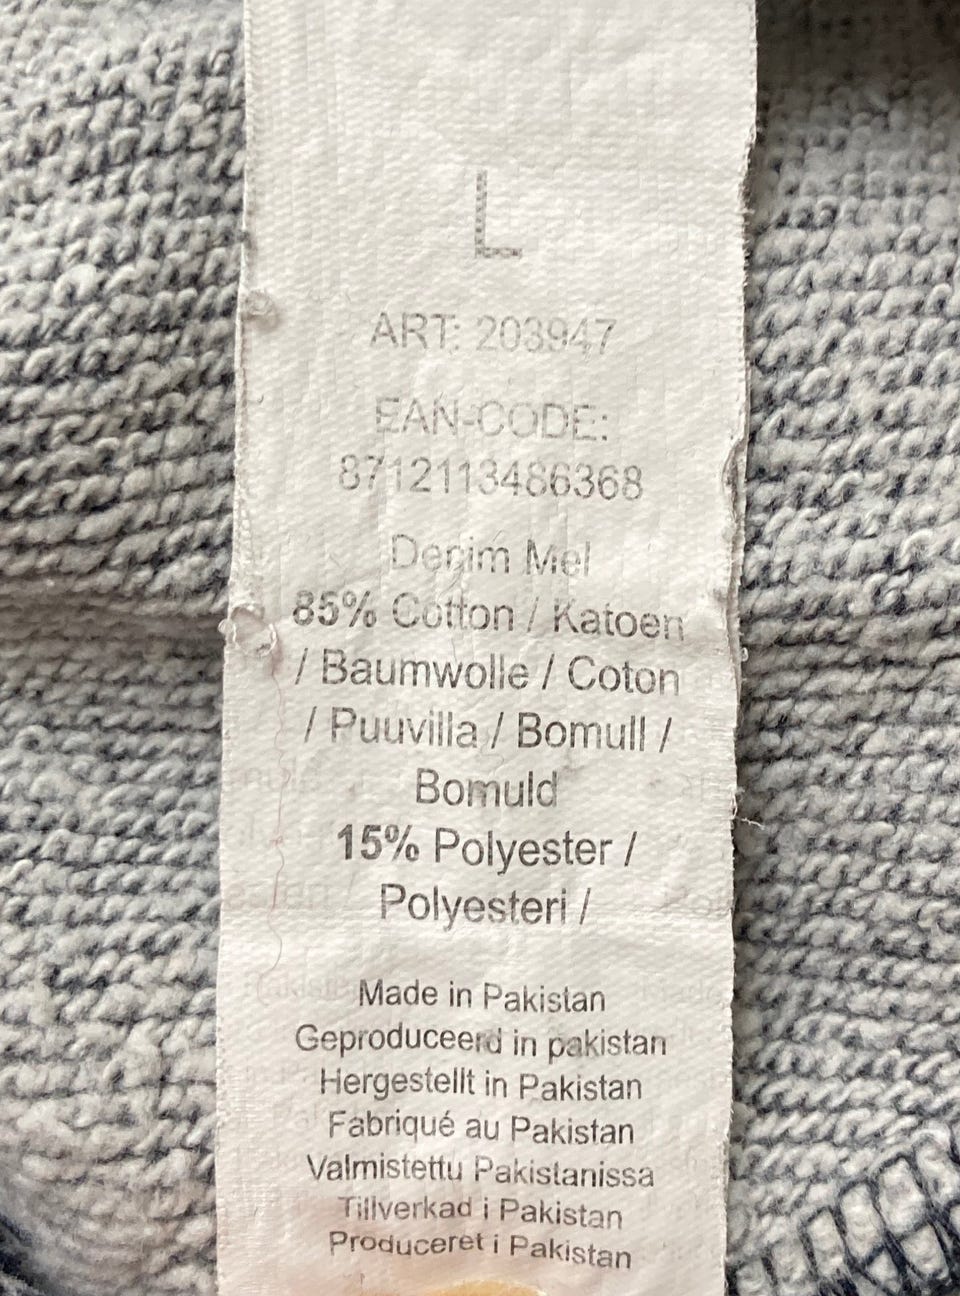 L
ART: 203947
EAN-CODE:
8712113486368
Denim Mel
85% Cotton / Katoen
/ Baumwolle / Coton
/ Puuvilla / Bomull /
Bomuld
15% Polyester /
Polyesteri /
Made in Pakistan
Geproduceerd in pakistan
Hergestellt in Pakistan
Fabriqué au Pakistan
Valmistettu Pakistanissa
Tillverkad i Pakistan
Produceret i Pakistan